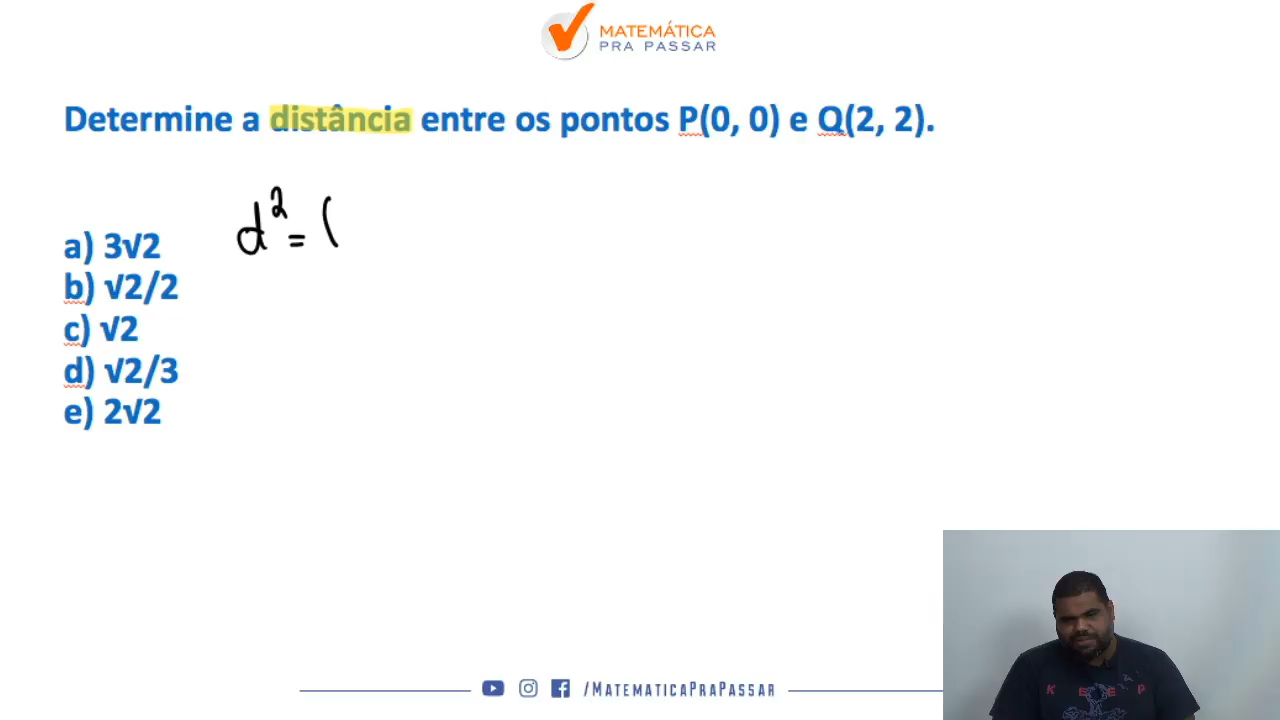 MATEMÁTICA
PRA PASSAR
Determine a distância entre os pontos P(0, 0) e Q(2, 2).
d² = (
a) 3√2
b) √2/2
c) √2
d) √2/3
e) 2√2
K E E P
/MATEMATICAPRAPASSAR